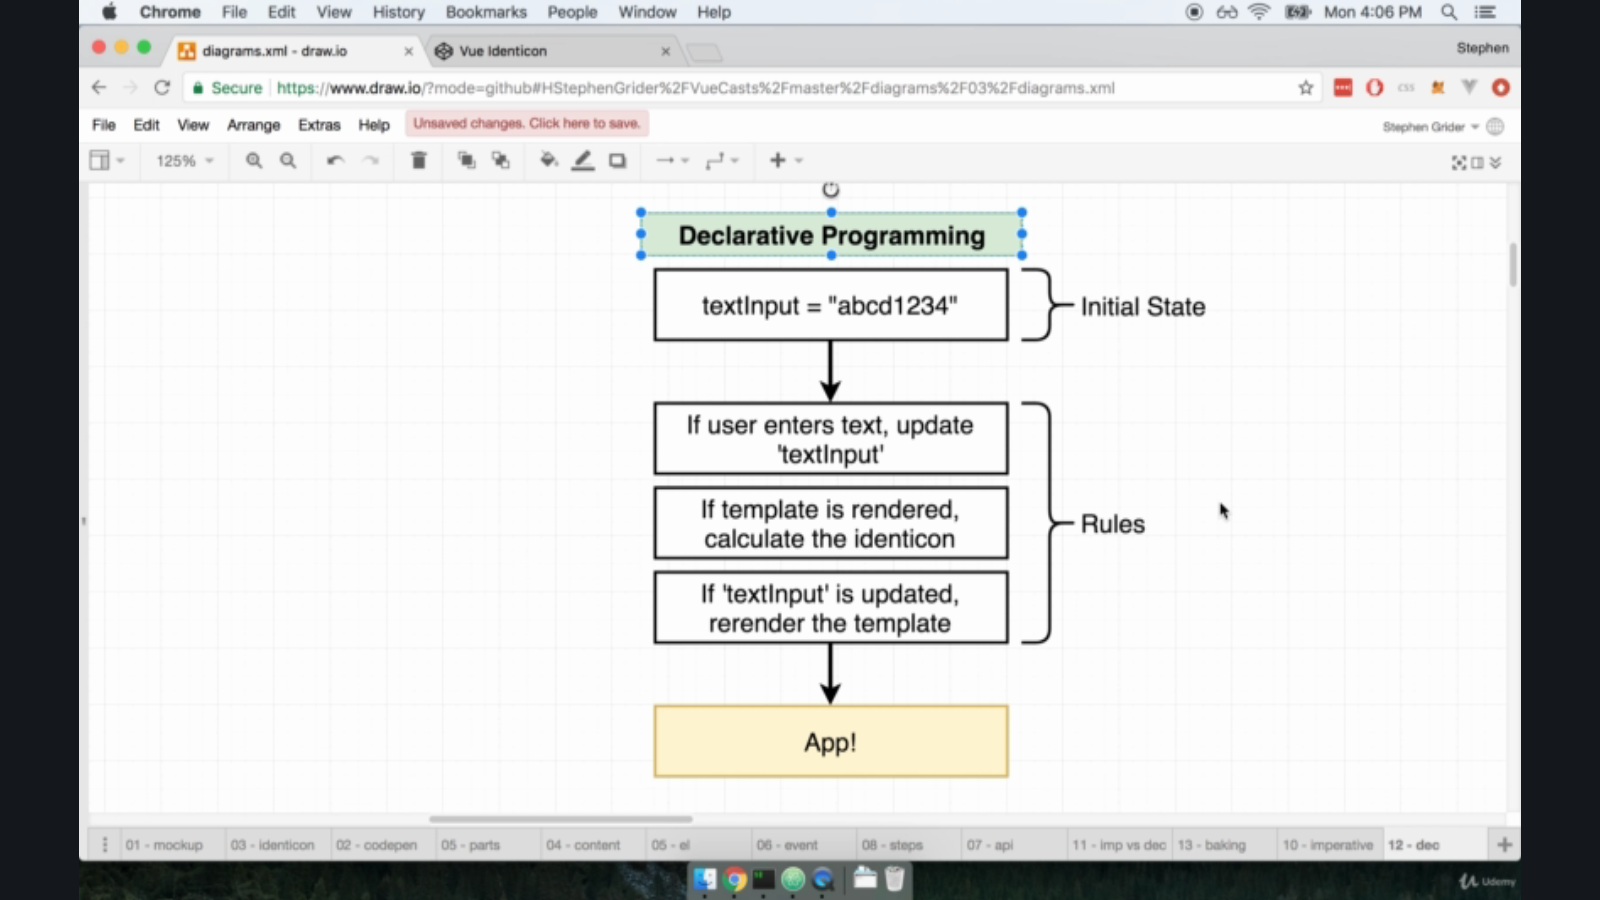 Chrome File Edit View History Bookmarks People Window Help Mon 4:06 PM
diagrams.xml - draw.io Vue Identicon Stephen
Secure https://www.draw.io/?mode=github#HStephenGrider%2FVueCasts%2Fmaster%2Fdiagrams%2F03%2Fdiagrams.xml CSS
File Edit View Arrange Extras Help Unsaved changes. Click here to save. Stephen Grider
125%
Declarative Programming
textInput = "abcd1234"
Initial State
If user enters text, update
'textInput'
If template is rendered,
calculate the identicon
Rules
If 'textInput' is updated,
rerender the template
App!
01 - mockup 03 - identicon 02 - codepen 05 - parts 04 - content 05 - el 06 - event 08 - steps 07 - api 11 - imp vs dec 13 - baking 10 - imperative 12 - dec
Udemy